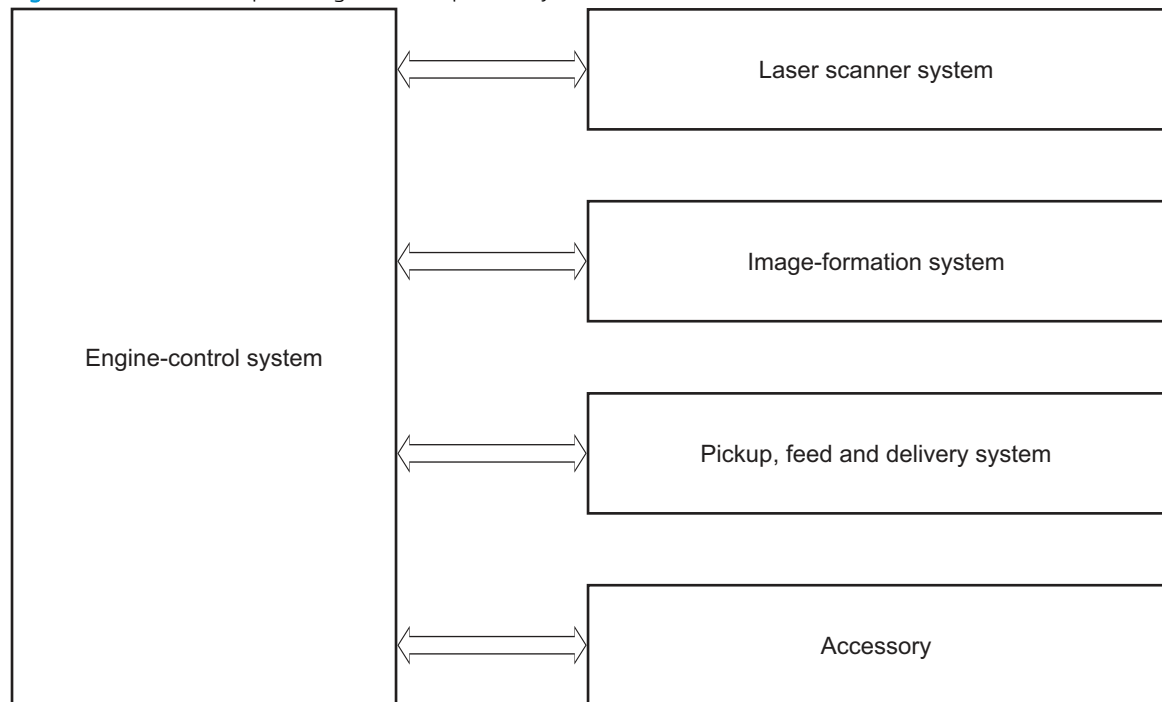 Engine-control system
Laser scanner system
Image-formation system
Pickup, feed and delivery system
Accessory